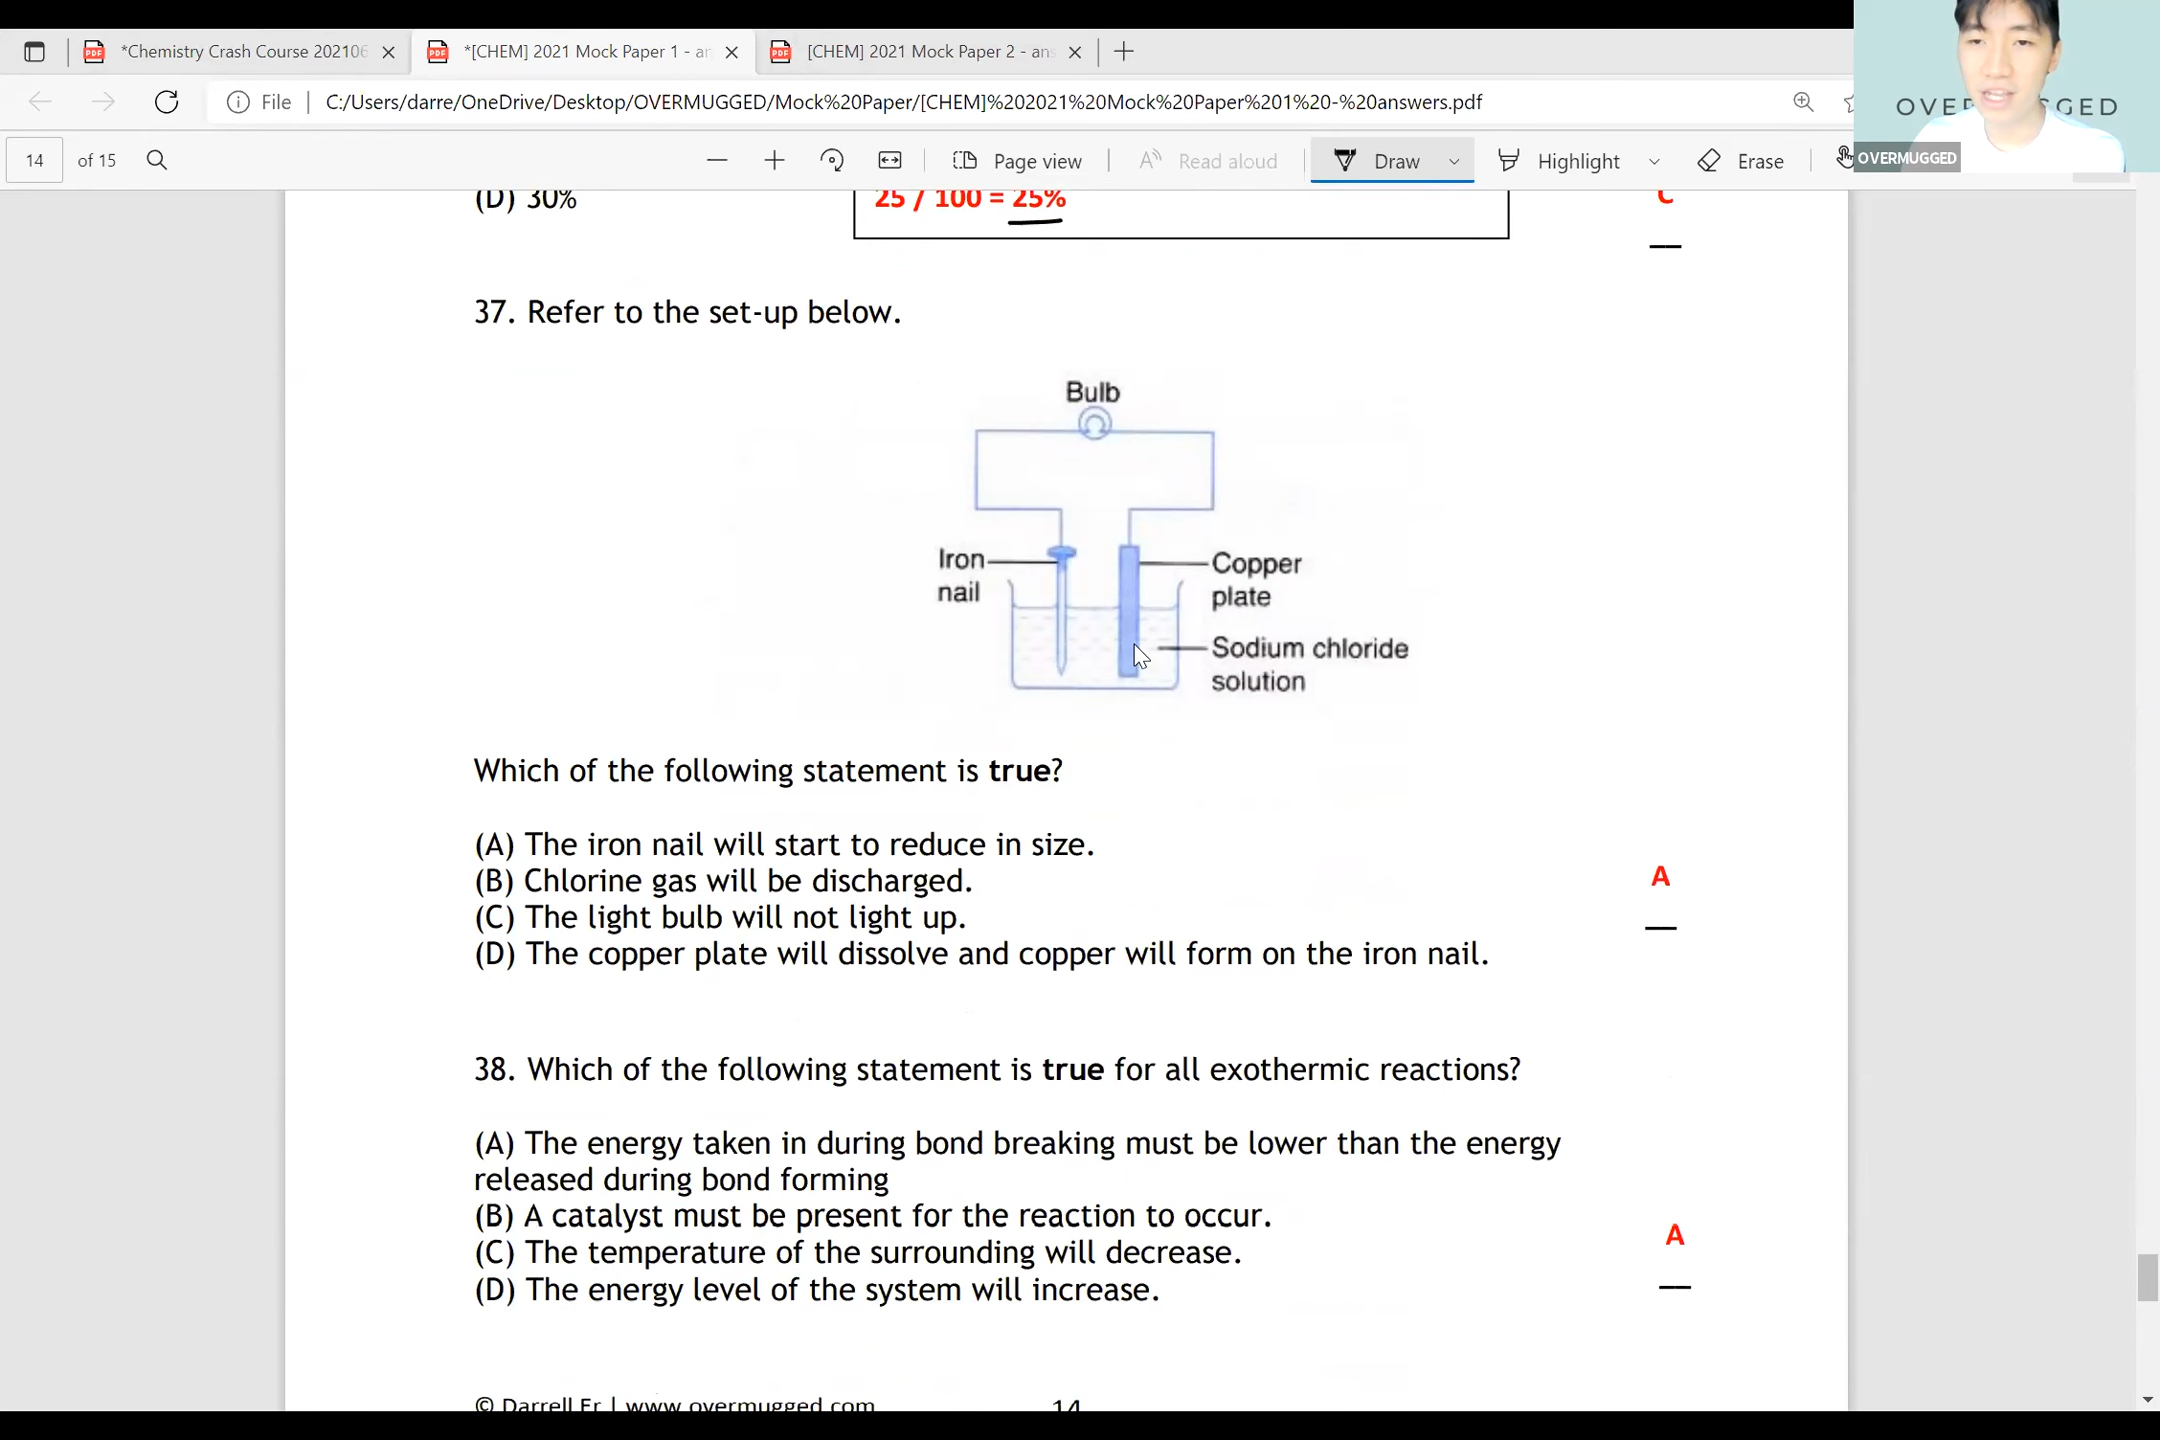 *Chemistry Crash Course 202106
*[CHEM] 2021 Mock Paper 1 - an
[CHEM] 2021 Mock Paper 2 - ans
File
C:/Users/darre/OneDrive/Desktop/OVERMUGGED/Mock%20Paper/[CHEM]%202021%20Mock%20Paper%201%20-%20answers.pdf
OVERMUGGED
14 of 15
Page view
Read aloud
Draw
Highlight
Erase
(D) 30%
25 / 100 = 25%
C
37. Refer to the set-up below.
Bulb
Iron
nail
Copper
plate
Sodium chloride
solution
Which of the following statement is true?
(A) The iron nail will start to reduce in size.
(B) Chlorine gas will be discharged.
(C) The light bulb will not light up.
(D) The copper plate will dissolve and copper will form on the iron nail.
A
38. Which of the following statement is true for all exothermic reactions?
(A) The energy taken in during bond breaking must be lower than the energy
released during bond forming
(B) A catalyst must be present for the reaction to occur.
(C) The temperature of the surrounding will decrease.
(D) The energy level of the system will increase.
A
© Darrell Er | www.overmugged.com
14